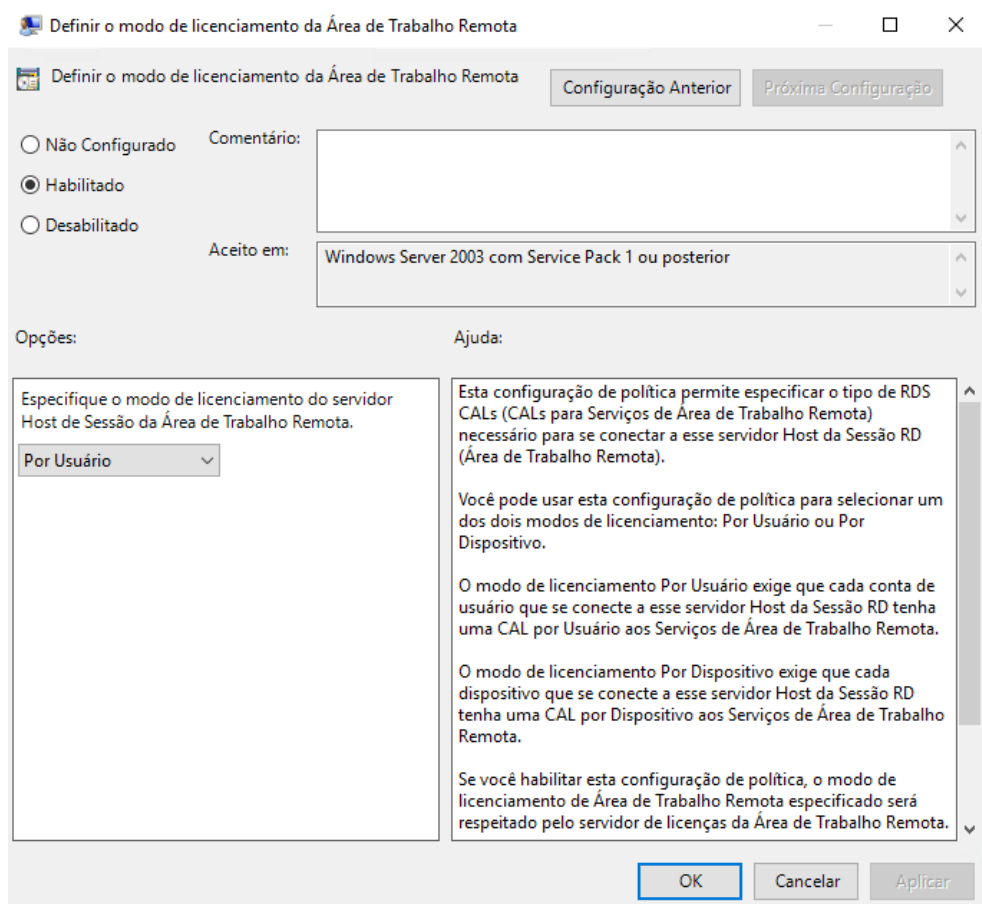 Definir o modo de licenciamento da Área de Trabalho Remota
Definir o modo de licenciamento da Área de Trabalho Remota
Configuração Anterior
Próxima Configuração
Não Configurado
Habilitado
Desabilitado
Comentário:
Aceito em:
Windows Server 2003 com Service Pack 1 ou posterior
Opções:
Ajuda:
Especifique o modo de licenciamento do servidor
Host de Sessão da Área de Trabalho Remota.
Por Usuário
Esta configuração de política permite especificar o tipo de RDS
CALs (CALs para Serviços de Área de Trabalho Remota)
necessário para se conectar a esse servidor Host da Sessão RD
(Área de Trabalho Remota).
Você pode usar esta configuração de política para selecionar um
dos dois modos de licenciamento: Por Usuário ou Por
Dispositivo.
O modo de licenciamento Por Usuário exige que cada conta de
usuário que se conecte a esse servidor Host da Sessão RD tenha
uma CAL por Usuário aos Serviços de Área de Trabalho Remota.
O modo de licenciamento Por Dispositivo exige que cada
dispositivo que se conecte a esse servidor Host da Sessão RD
tenha uma CAL por Dispositivo aos Serviços de Área de Trabalho
Remota.
Se você habilitar esta configuração de política, o modo de
licenciamento de Área de Trabalho Remota especificado será
respeitado pelo servidor de licenças da Área de Trabalho Remota.
OK
Cancelar
Aplicar